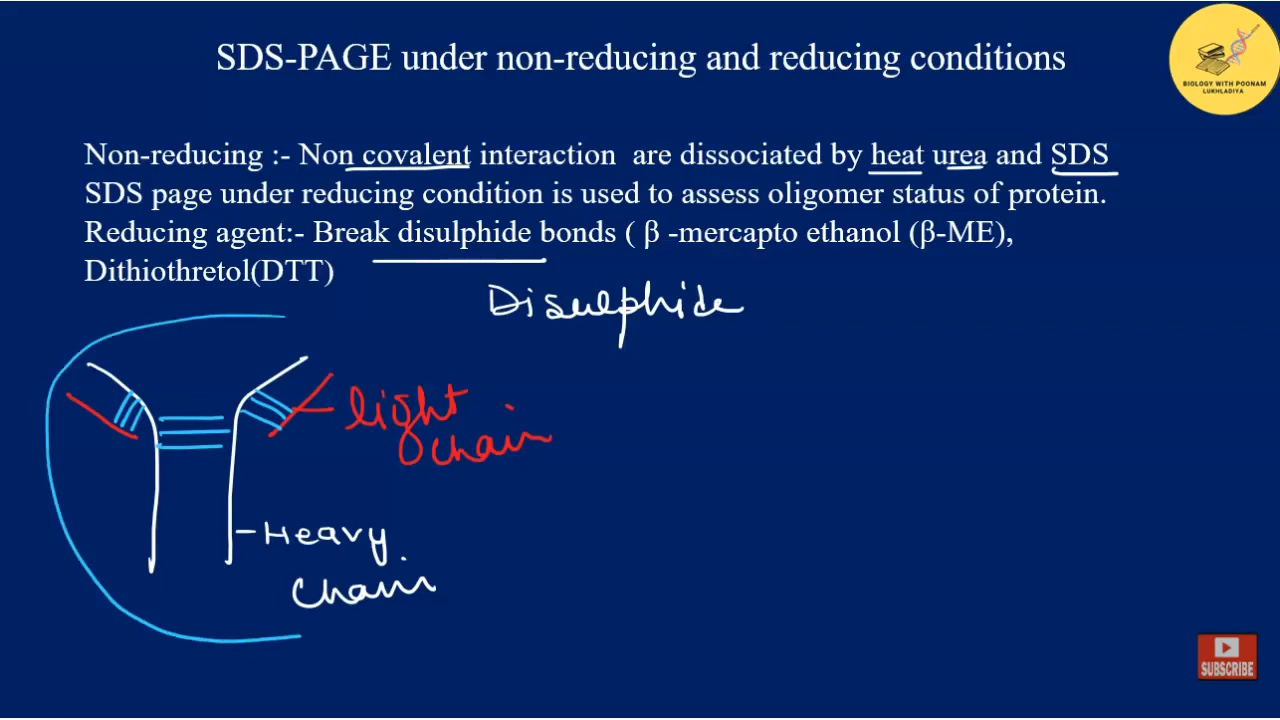 SDS-PAGE under non-reducing and reducing conditions
BIOLOGY WITH POONAM
LUKHLADIYA
Non-reducing :- Non covalent interaction are dissociated by heat urea and SDS
SDS page under reducing condition is used to assess oligomer status of protein.
Reducing agent:- Break disulphide bonds ( β -mercapto ethanol (β-ME),
Dithiothretol(DTT)
Disulphide
light
chain
Heavy
Chain
SUBSCRIBE